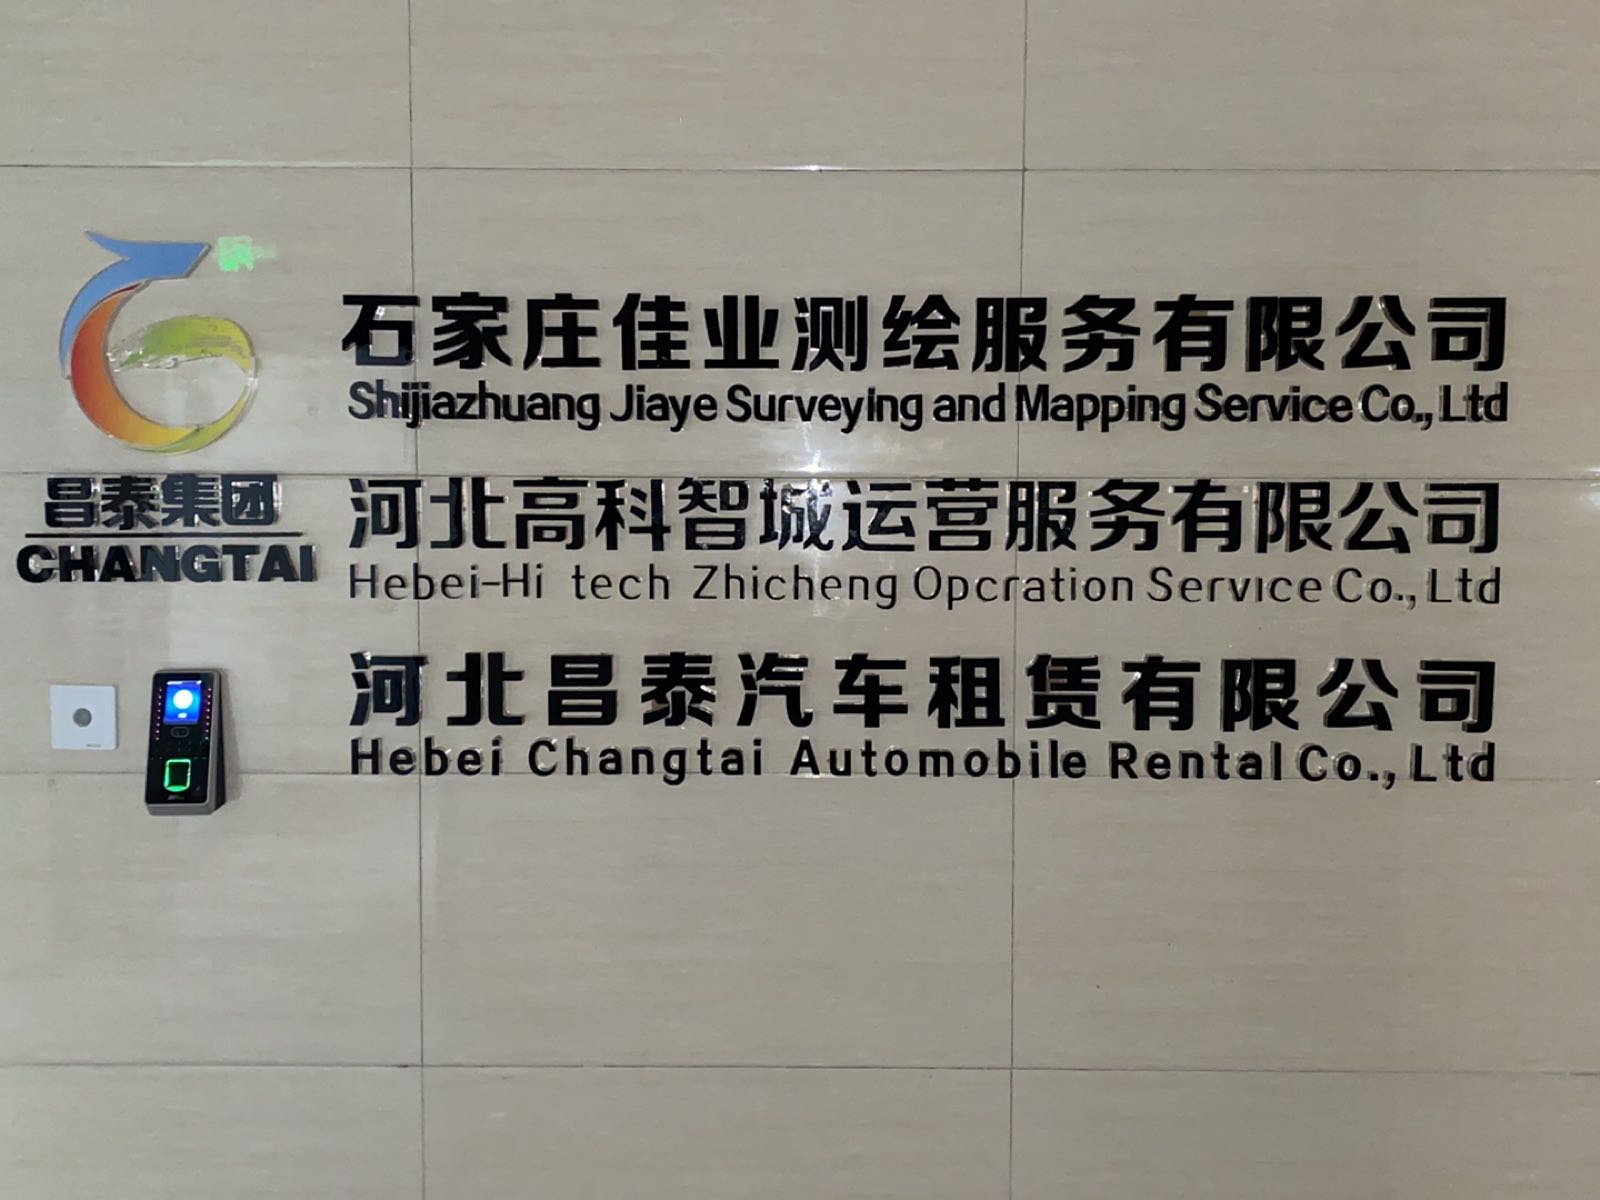 石家庄佳业测绘服务有限公司
Shijiazhuang Jiaye Surveying and Mapping Service Co., Ltd
昌泰集团
CHANGTAI
河北高科智城运营服务有限公司
Hebei-Hi tech Zhicheng Opcration Service Co., Ltd
河北昌泰汽车租赁有限公司
Hebei Changtai Automobile Rental Co., Ltd